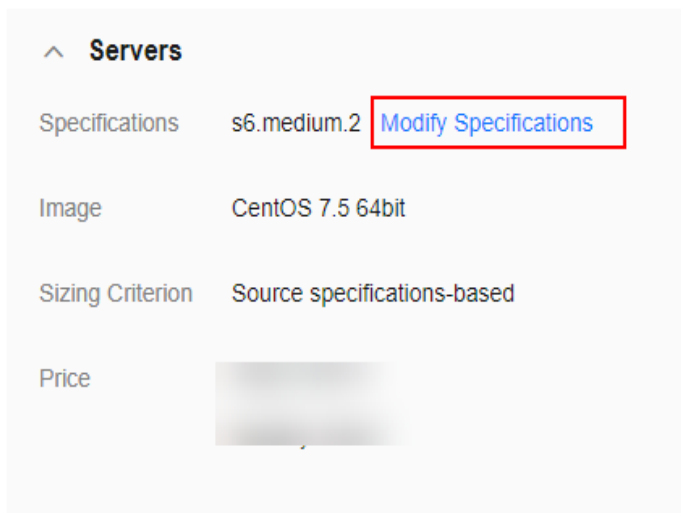 Servers
Specifications s6.medium.2 Modify Specifications
Image CentOS 7.5 64bit
Sizing Criterion Source specifications-based
Price